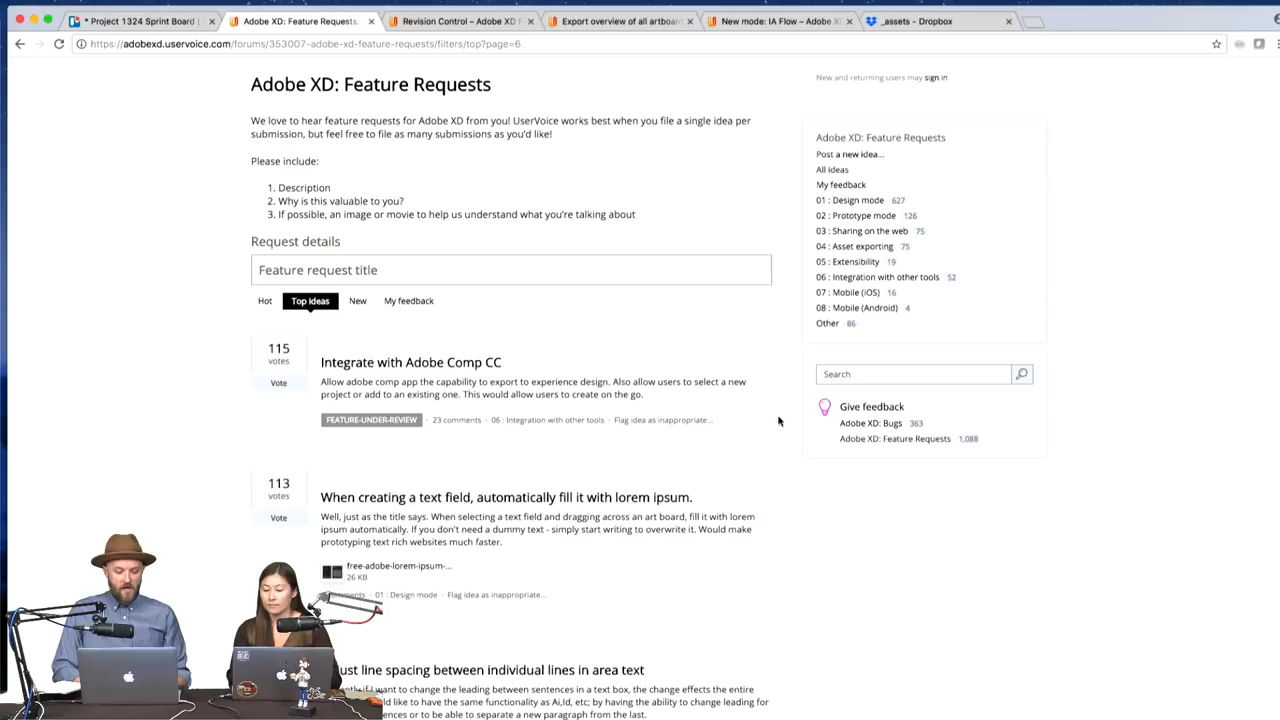 * Project 1324 Sprint Board |
Adobe XD: Feature Requests:
Revision Control – Adobe XD F
Export overview of all artboar
New mode: IA Flow – Adobe X
_assets - Dropbox
https://adobexd.uservoice.com/forums/353007-adobe-xd-feature-requests/filters/top?page=6
Adobe XD: Feature Requests
New and returning users may sign in
We love to hear feature requests for Adobe XD from you! UserVoice works best when you file a single idea per
submission, but feel free to file as many submissions as you'd like!
Please include:
1. Description
2. Why is this valuable to you?
3. If possible, an image or movie to help us understand what you're talking about
Request details
Feature request title
Hot Top ideas New My feedback
115
votes
Vote
Integrate with Adobe Comp CC
Allow adobe comp app the capability to export to experience design. Also allow users to select a new
project or add to an existing one. This would allow users to create on the go.
FEATURE-UNDER-REVIEW · 23 comments · 06 : Integration with other tools · Flag idea as inappropriate…
113
votes
Vote
When creating a text field, automatically fill it with lorem ipsum.
Well, just as the title says. When selecting a text field and dragging across an art board, fill it with lorem
ipsum automatically. If you don't need a dummy text - simply start writing to overwrite it. Would make
prototyping text rich websites much faster.
free-adobe-lorem-ipsum-...
26 KB
· 01 : Design mode · Flag idea as inappropriate…
ust line spacing between individual lines in area text
if I want to change the leading between sentences in a text box, the change effects the entire
ld like to have the same functionality as Ai,Id, etc; by having the ability to change leading for
ences or to be able to separate a new paragraph from the last.
Adobe XD: Feature Requests
Post a new idea…
All ideas
My feedback
01 : Design mode 627
02 : Prototype mode 126
03 : Sharing on the web 75
04 : Asset exporting 75
05 : Extensibility 19
06 : Integration with other tools 52
07 : Mobile (iOS) 16
08 : Mobile (Android) 4
Other 86
Search
Give feedback
Adobe XD: Bugs 363
Adobe XD: Feature Requests 1,088